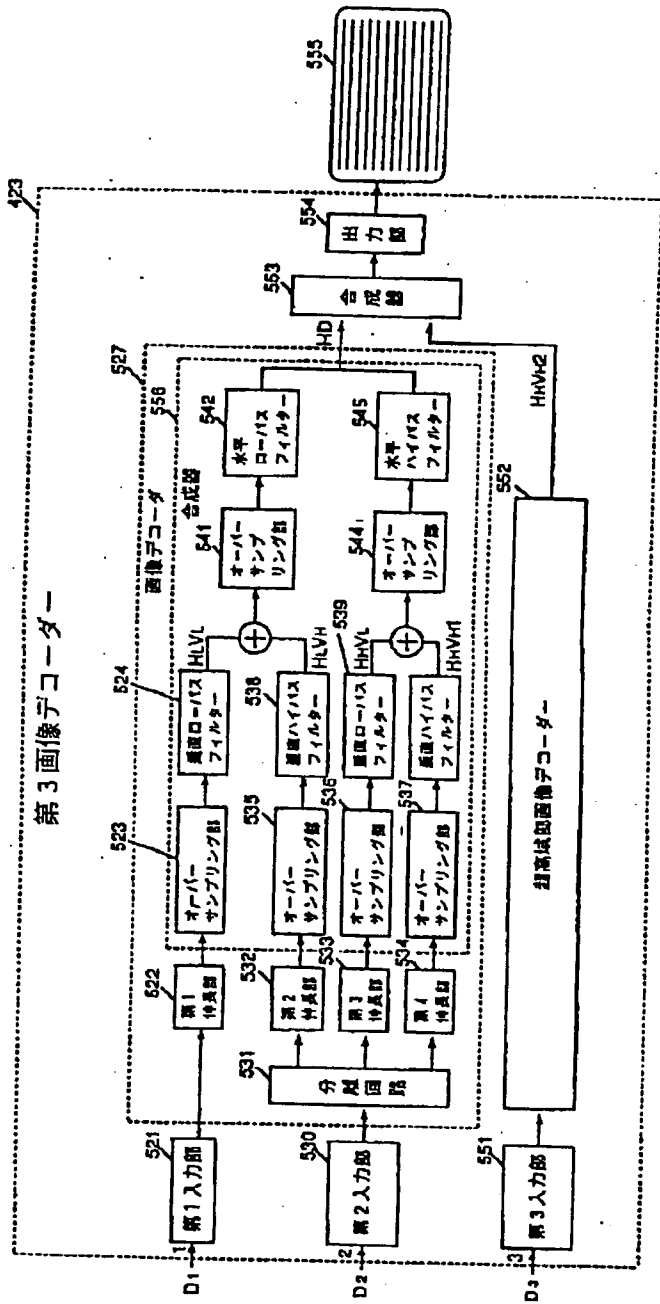 第3画像デコーダー
423
D1
1
第1入力部
521
D2
2
第2入力部
530
D3
3
第3入力部
551
527
画像デコーダ
556
合成器
522
第1
伸長部
531
分離回路
532
第2
伸長部
533
第3
伸長部
534
第4
伸長部
523
オーバー
サンプリング部
535
オーバー
サンプリング部
536
オーバー
サンプリング部
537
オーバー
サンプリング部
524
垂直ローパス
フィルター
538
垂直ハイパス
フィルター
539
垂直ローパス
フィルター
垂直ハイパス
フィルター
HLVL
HLVH
HHVL
HHVH1
541
オーバー
サンプ
リング部
544
オーバー
サンプ
リング部
542
水平
ローパス
フィルター
545
水平
ハイパス
フィルター
HD
552
超高域部画像デコーダー
HHVH2
553
合成器
554
出力部
555